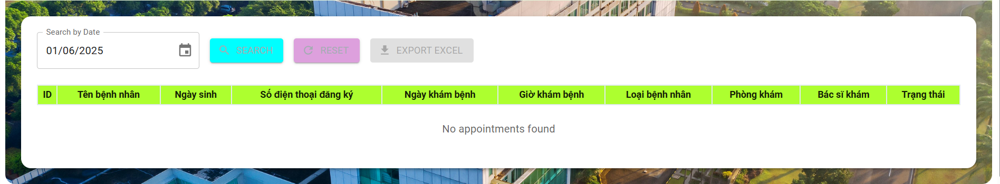 Search by Date
01/06/2025 SEARCH RESET EXPORT EXCEL
ID Tên bệnh nhân Ngày sinh Số điện thoại đăng ký Ngày khám bệnh Giờ khám bệnh Loại bệnh nhân Phòng khám Bác sĩ khám Trạng thái
No appointments found